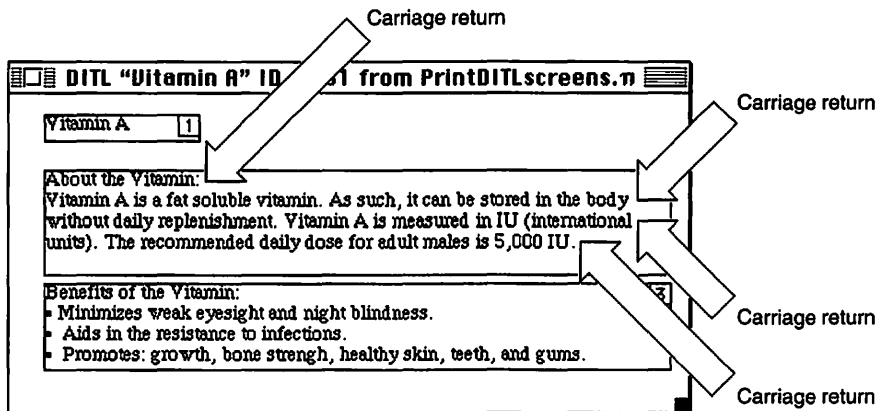 Carriage return
DITL "Vitamin A" ID 1 from PrintDITLscreens.π
Carriage return
Vitamin A 1
About the Vitamin:
Vitamin A is a fat soluble vitamin. As such, it can be stored in the body
without daily replenishment. Vitamin A is measured in IU (international
units). The recommended daily dose for adult males is 5,000 IU.
Benefits of the Vitamin: 3
▪ Minimizes weak eyesight and night blindness.
▪ Aids in the resistance to infections.
▪ Promotes: growth, bone strengh, healthy skin, teeth, and gums.
Carriage return
Carriage return